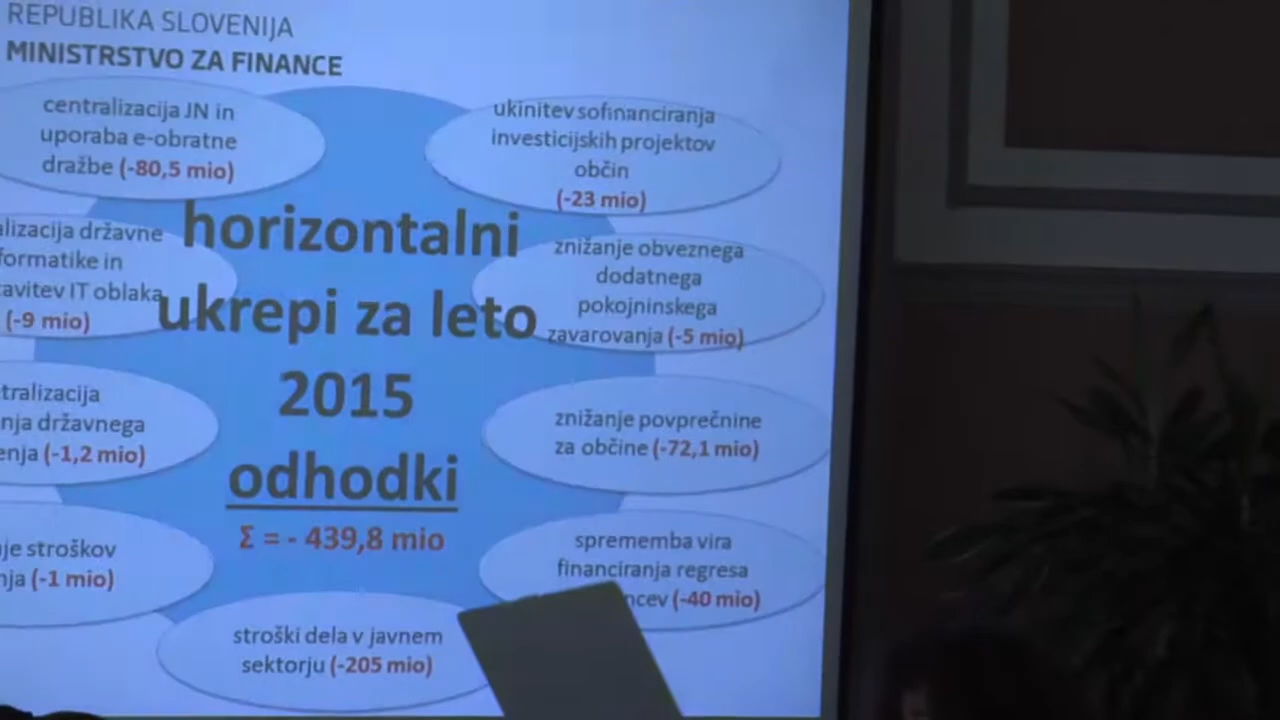 REPUBLIKA SLOVENIJA
MINISTRSTVO ZA FINANCE
centralizacija JN in
uporaba e-obratne
dražbe (-80,5 mio)
ukinitev sofinanciranja
investicijskih projektov
občin
(-23 mio)
horizontalni
ukrepi za leto
2015
odhodki
Σ = - 439,8 mio
državne
in
IT oblaka
(-9 mio)
znižanje obveznega
dodatnega
pokojninskega
zavarovanja (-5 mio)
državnega
(-1,2 mio)
znižanje povprečnine
za občine (-72,1 mio)
stroškov
(-1 mio)
sprememba vira
financiranja regresa
(-40 mio)
stroški dela v javnem
sektorju (-205 mio)